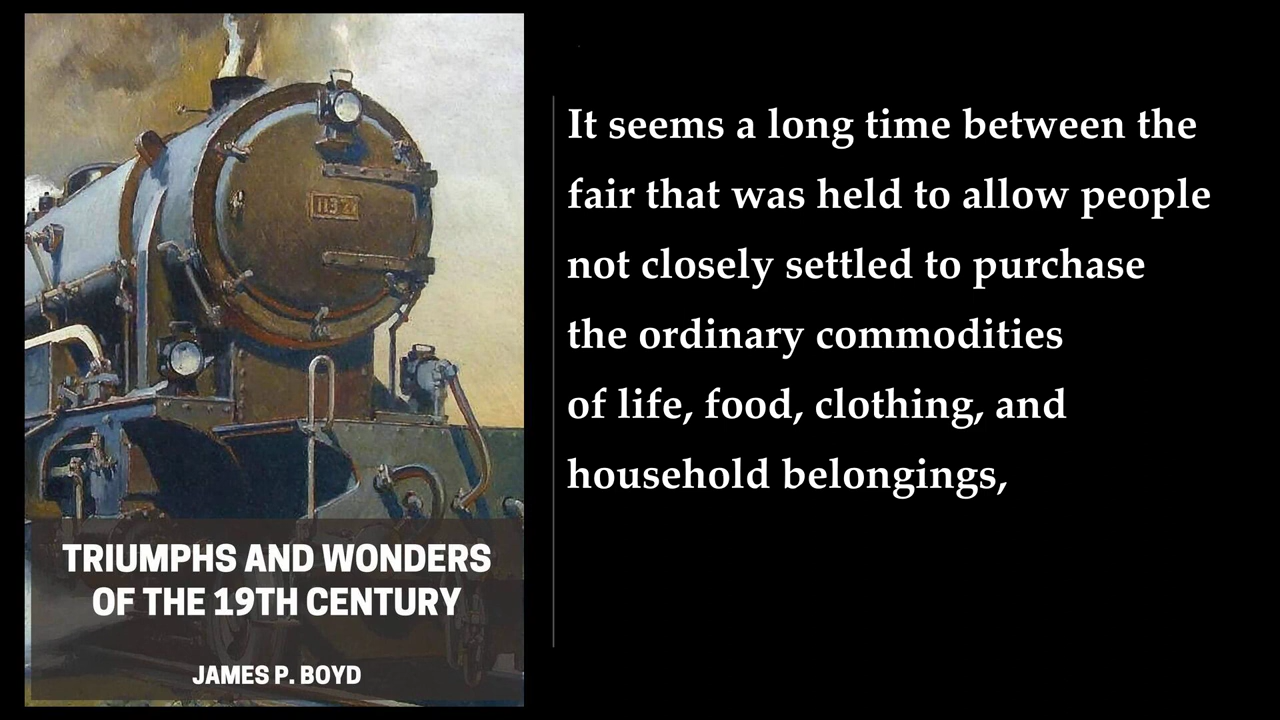 It seems a long time between the
fair that was held to allow people
not closely settled to purchase
the ordinary commodities
of life, food, clothing, and
household belongings,
1132
TRIUMPHS AND WONDERS
OF THE 19TH CENTURY
JAMES P. BOYD